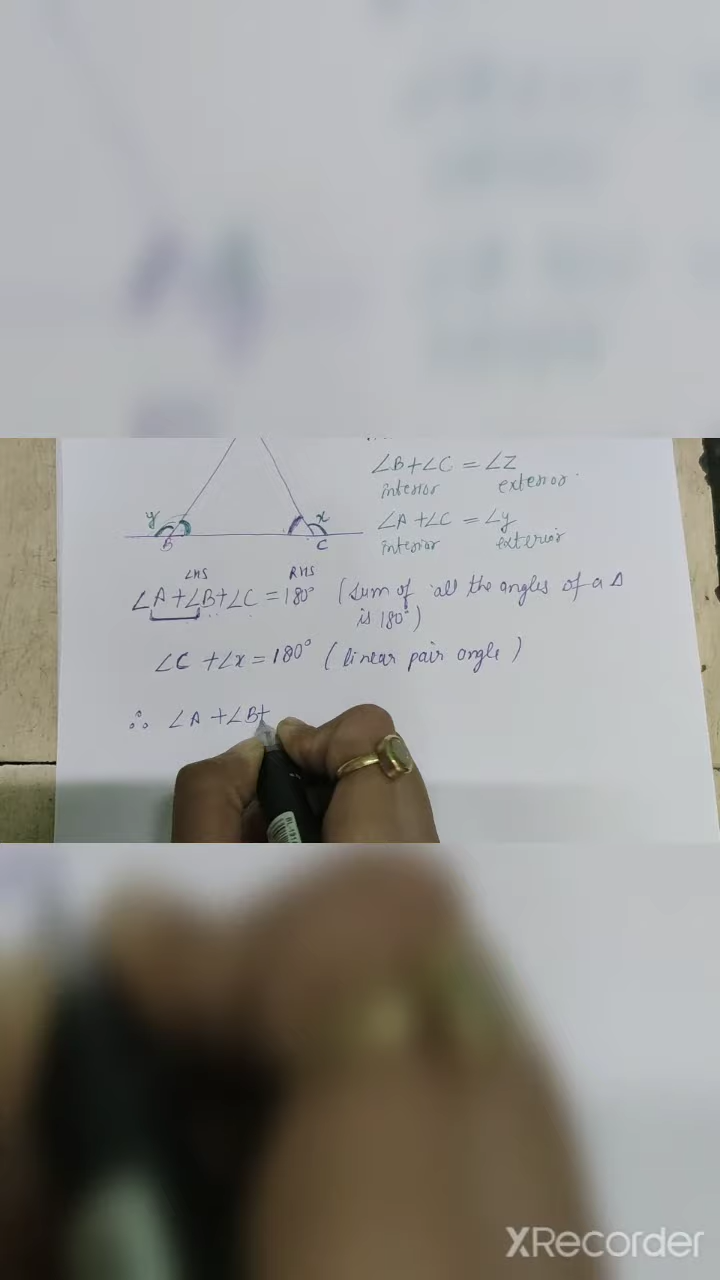 ∠B+∠C = ∠Z
interior exterior.
y x ∠A +∠C = ∠y
B C interior exterior
LHS RHS
∠A +∠B+∠C = 180° (Sum of all the angles of a Δ
is 180°)
∠C +∠x = 180° (linear pair angle)
∴ ∠A +∠B+
XRecorder